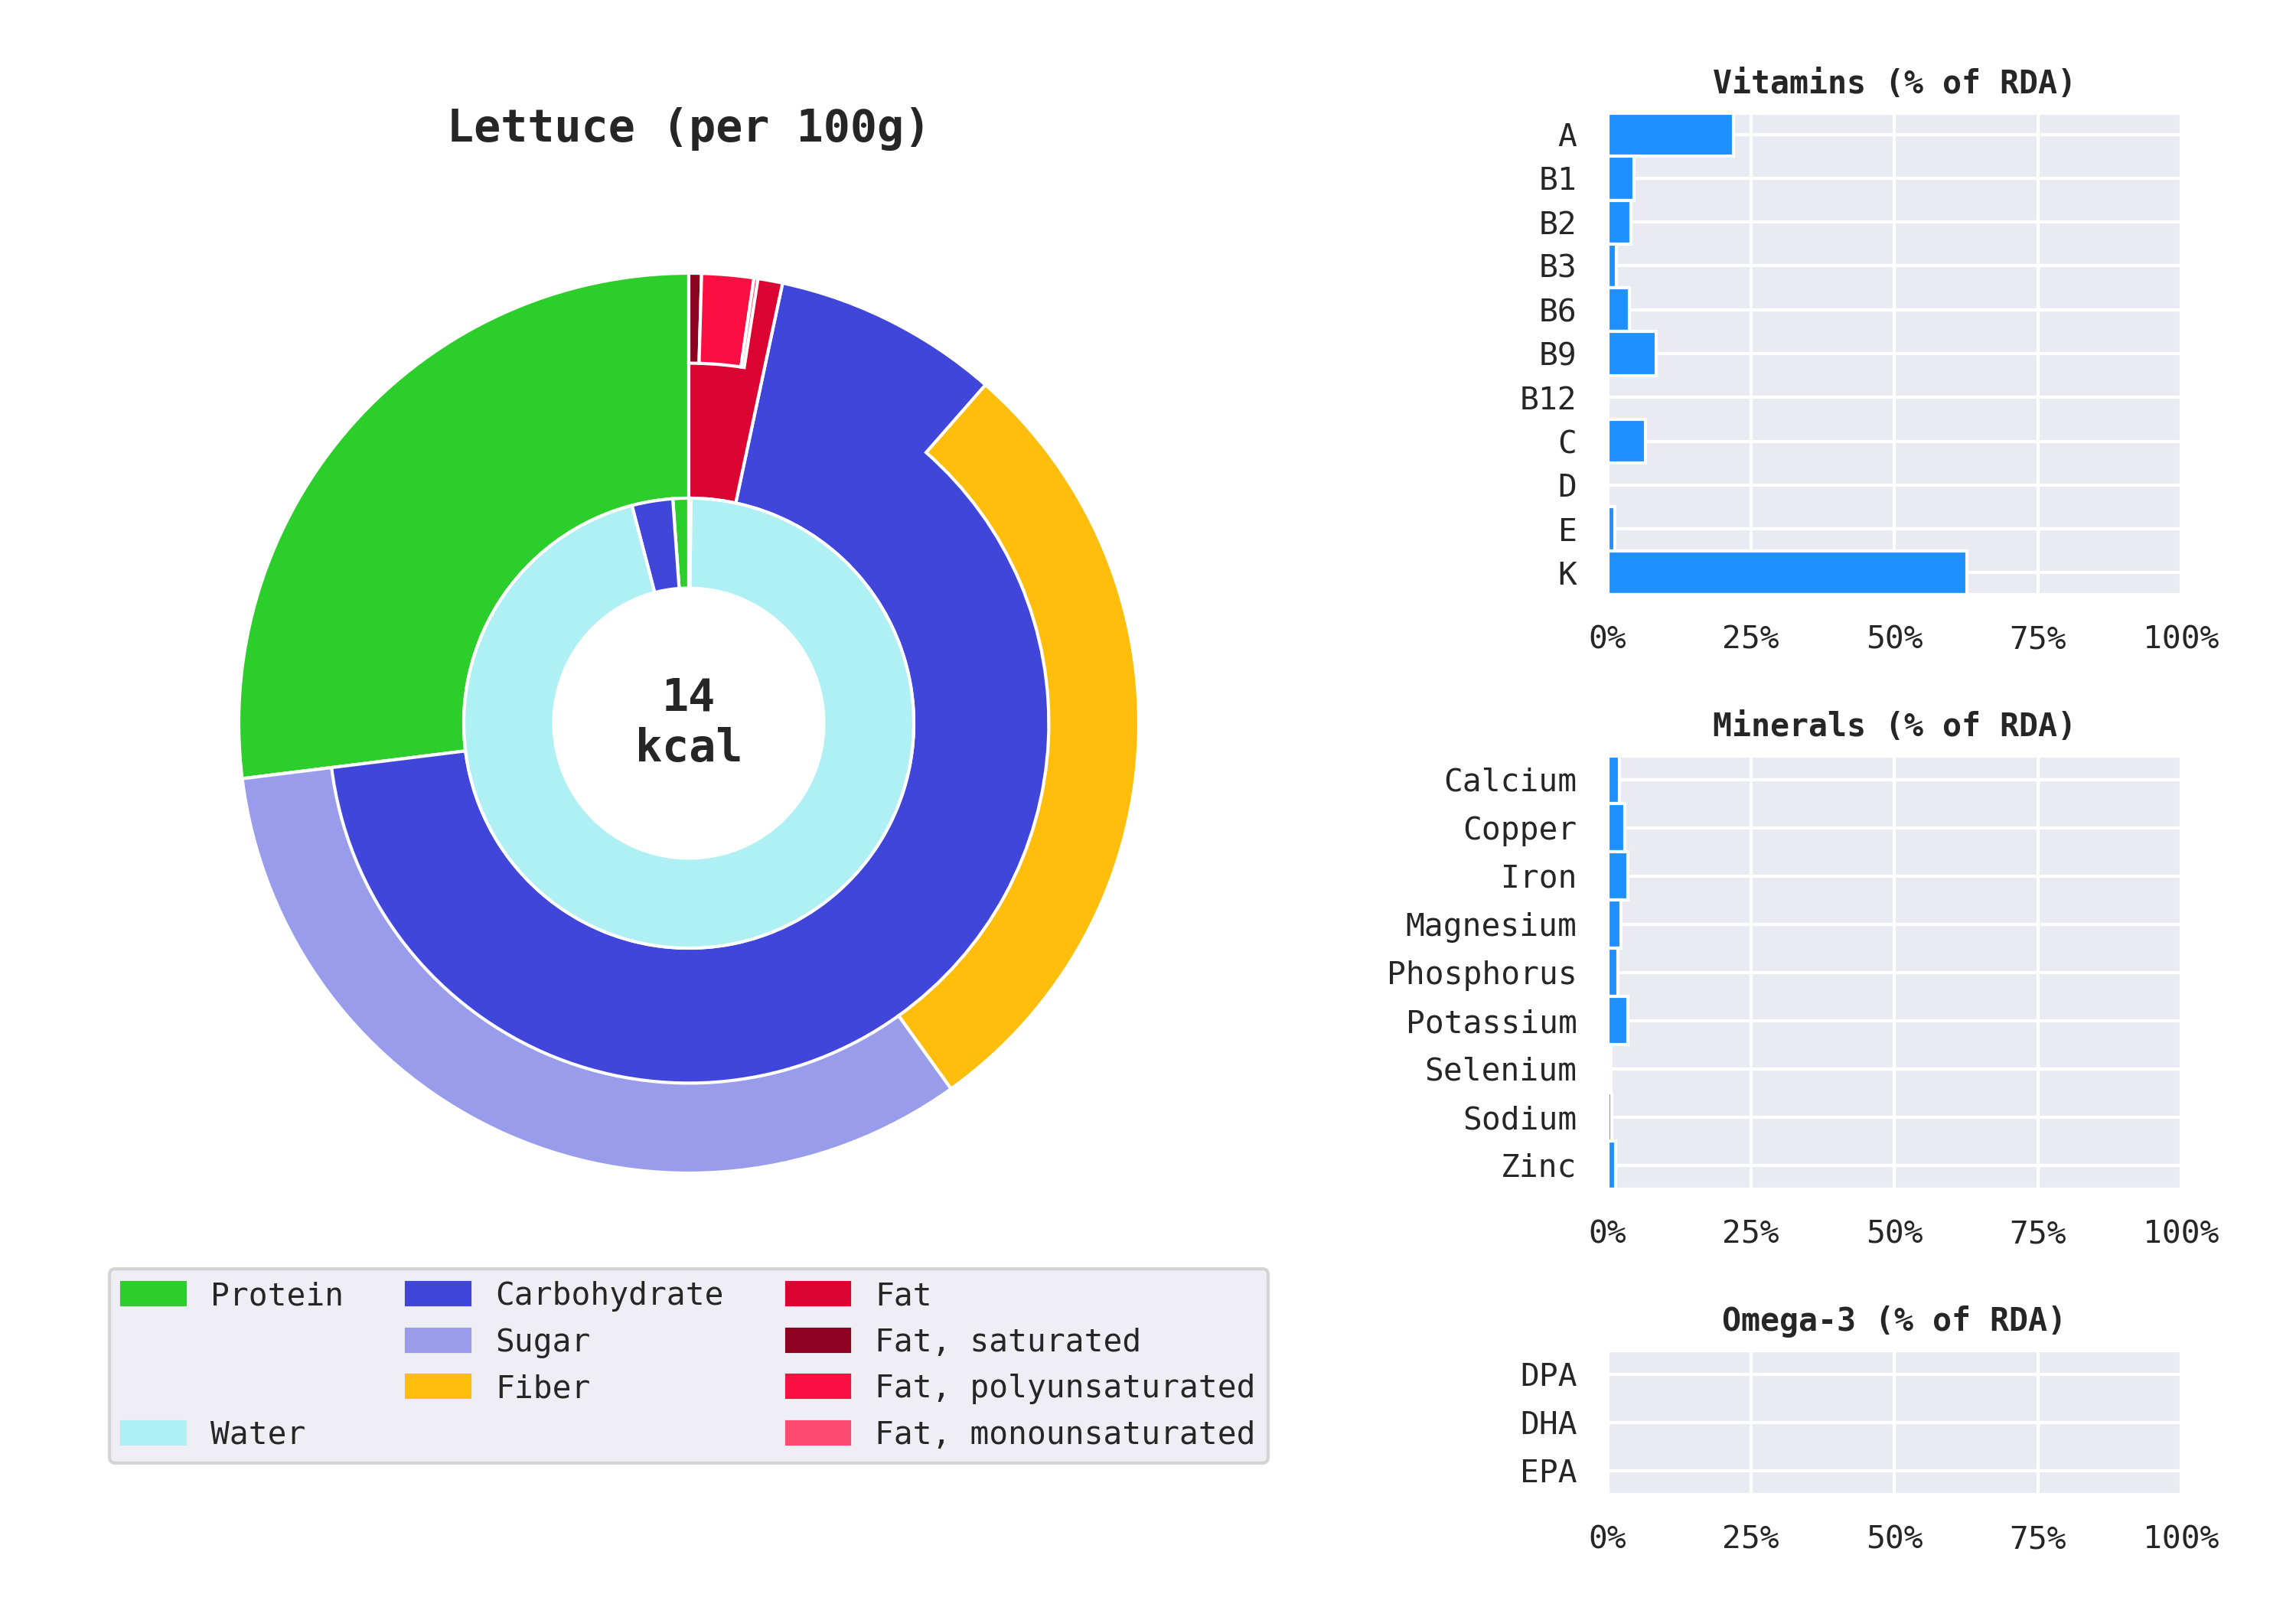 Lettuce (per 100g)
14
kcal
Protein
Water
Carbohydrate
Sugar
Fiber
Fat
Fat, saturated
Fat, polyunsaturated
Fat, monounsaturated
Vitamins (% of RDA)
A
B1
B2
B3
B6
B9
B12
C
D
E
K
0% 25% 50% 75% 100%
Minerals (% of RDA)
Calcium
Copper
Iron
Magnesium
Phosphorus
Potassium
Selenium
Sodium
Zinc
0% 25% 50% 75% 100%
Omega-3 (% of RDA)
DPA
DHA
EPA
0% 25% 50% 75% 100%